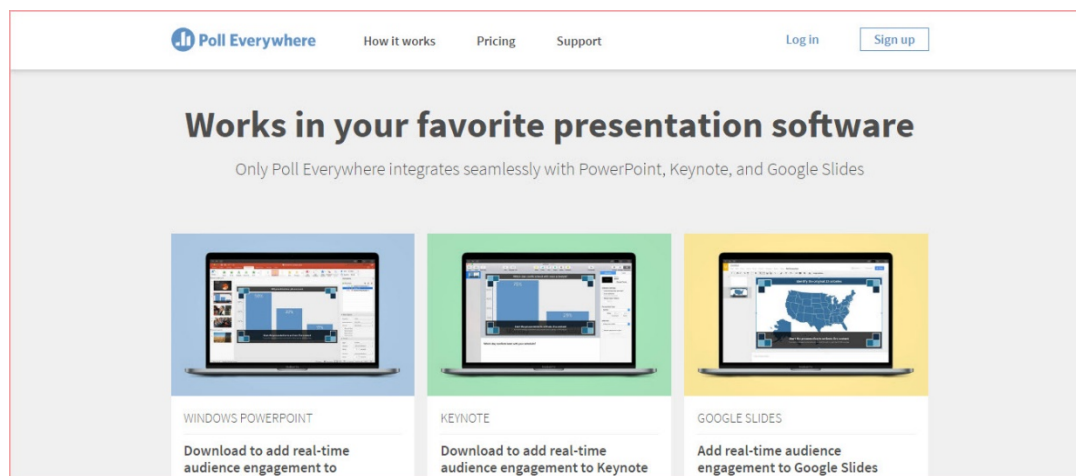 Poll Everywhere
How it works
Pricing
Support
Log in
Sign up
Works in your favorite presentation software
Only Poll Everywhere integrates seamlessly with PowerPoint, Keynote, and Google Slides
WINDOWS POWERPOINT
Download to add real-time
audience engagement to
KEYNOTE
Download to add real-time
audience engagement to Keynote
GOOGLE SLIDES
Add real-time audience
engagement to Google Slides